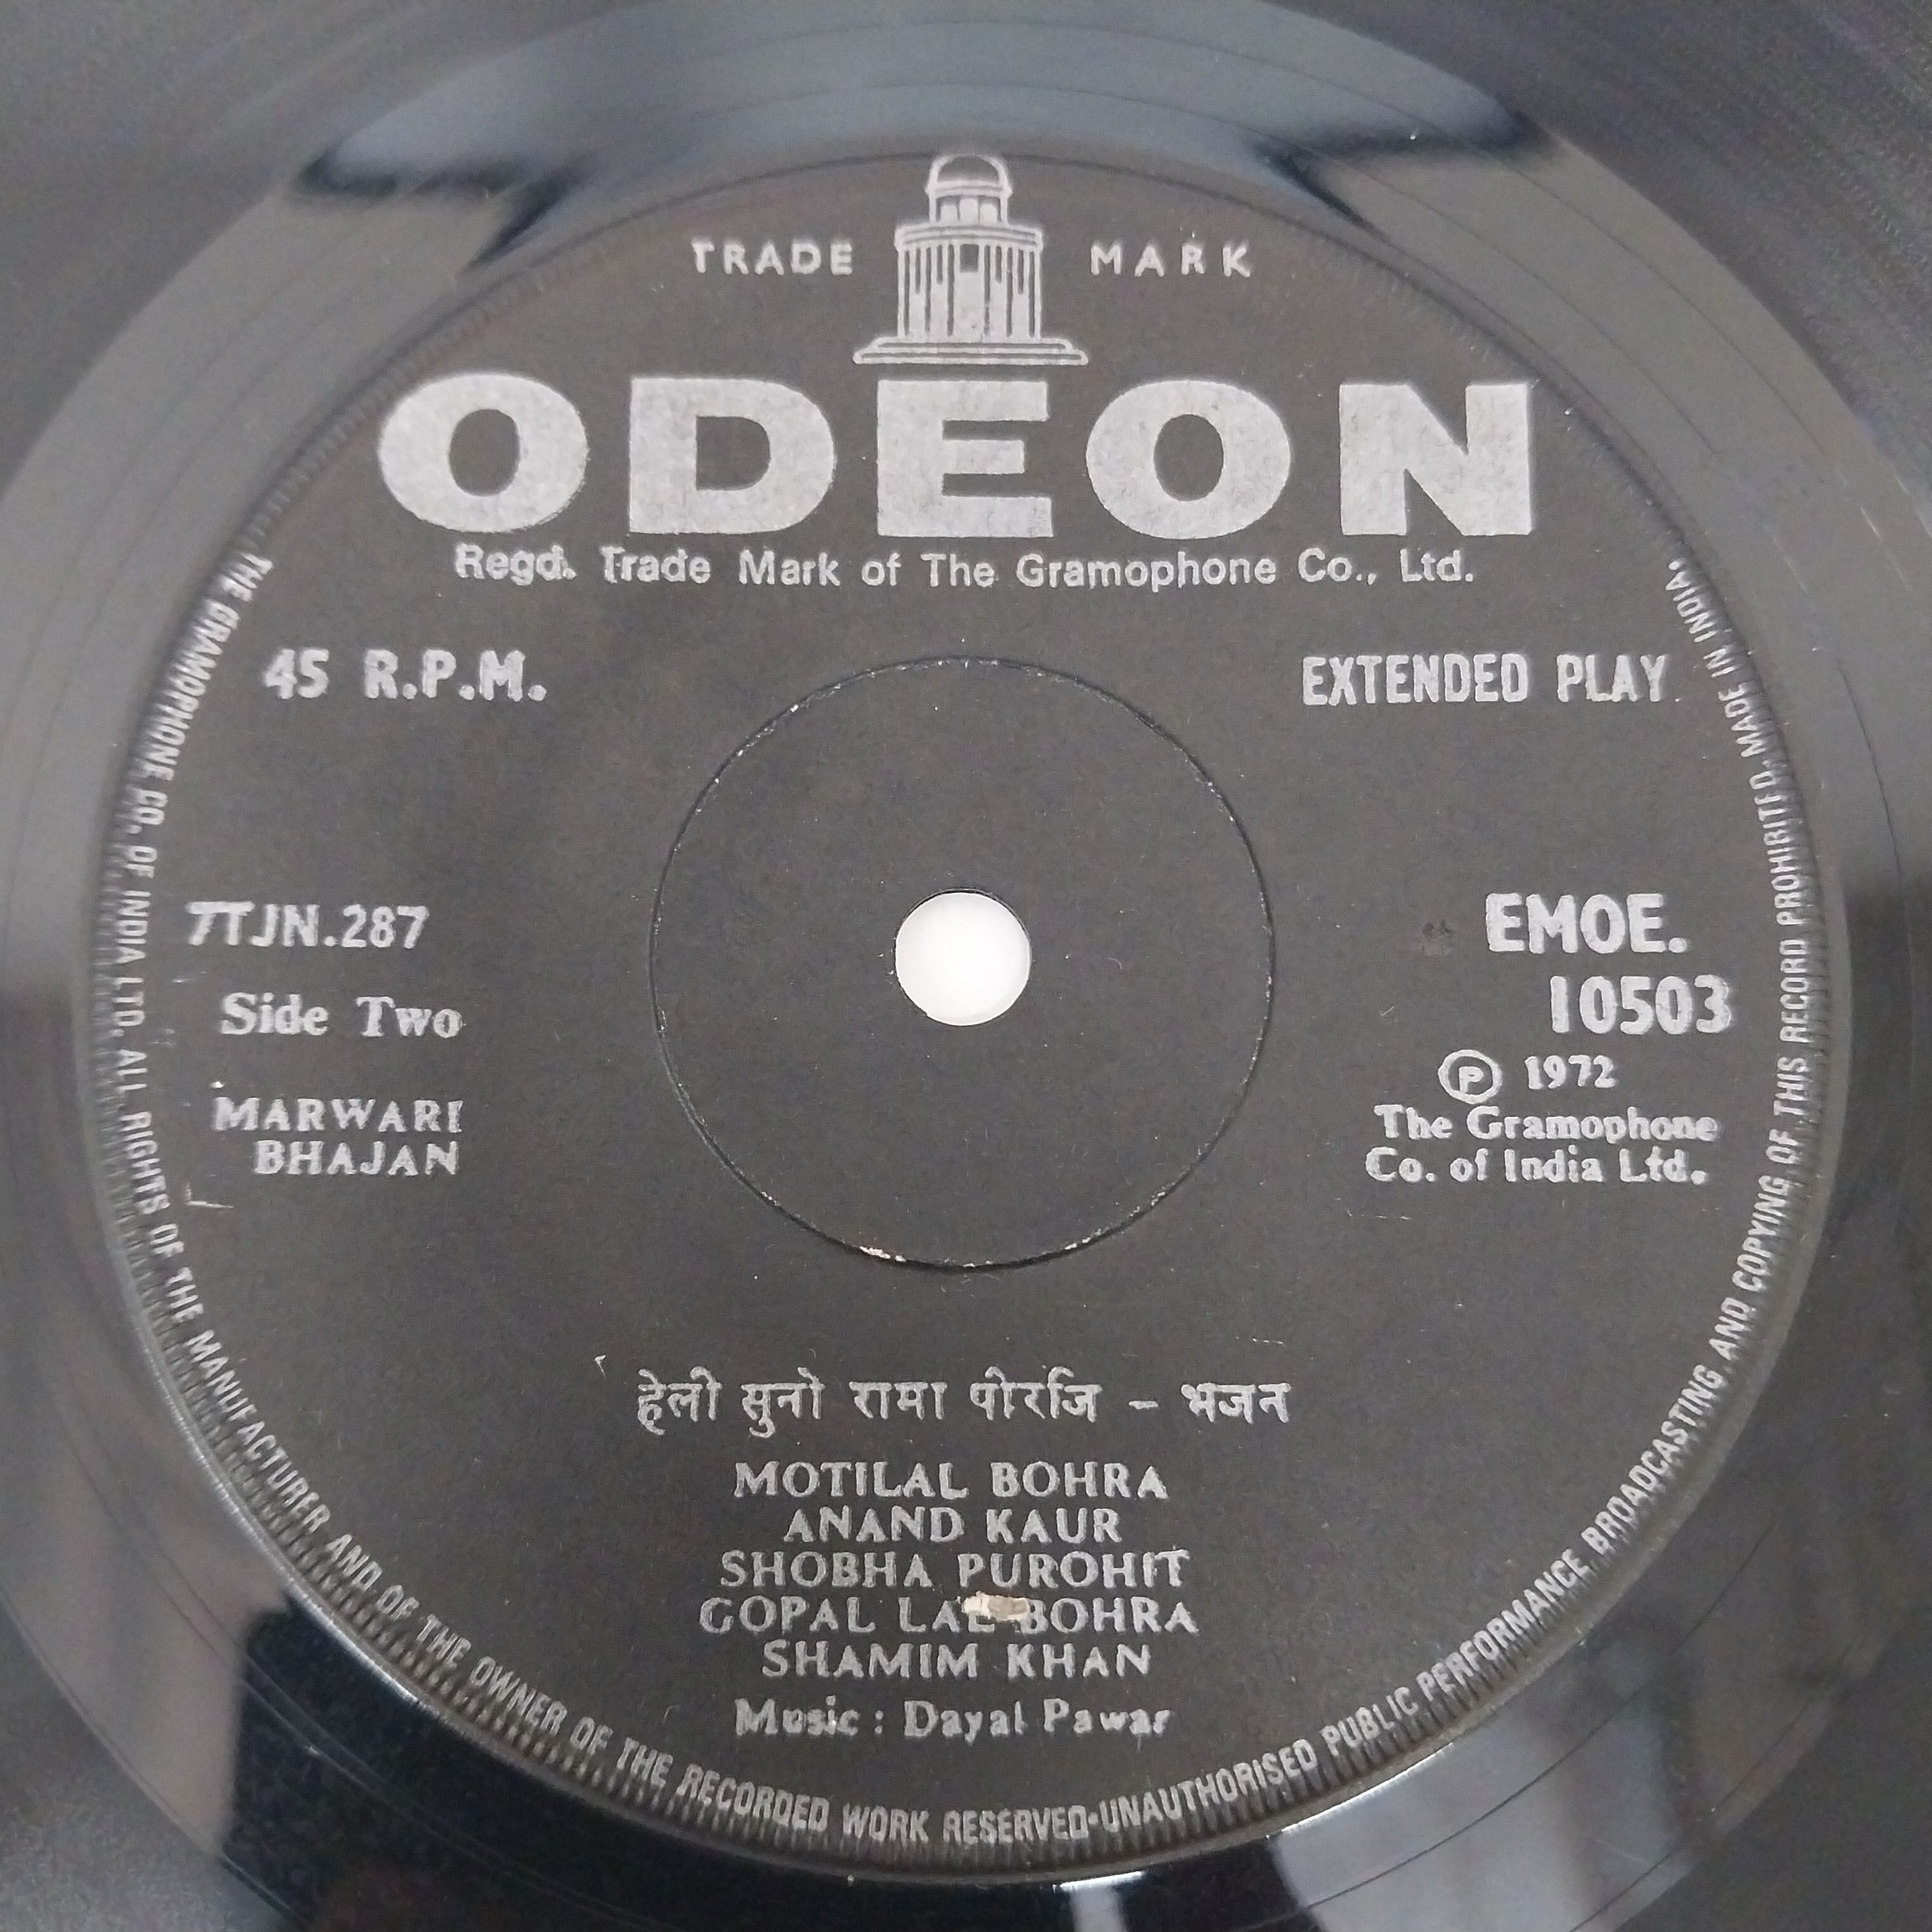 TRADE MARK
ODEON
Regd. Trade Mark of The Gramophone Co., Ltd.
45 R.P.M.
EXTENDED PLAY
7TJN.287
Side Two
MARWARI
BHAJAN
EMOE.
10503
Ⓟ 1972
The Gramophone
Co. of India Ltd.
हेली सुनो रामा पीरजि – भजन
MOTILAL BOHRA
ANAND KAUR
SHOBHA PUROHIT
GOPAL LAL BOHRA
SHAMIM KHAN
Music : Dayal Pawar
THE GRAMOPHONE CO. OF INDIA LTD. ALL RIGHTS OF THE MANUFACTURER AND OF THE OWNER OF THE RECORDED WORK RESERVED•UNAUTHORISED PUBLIC PERFORMANCE BROADCASTING AND COPYING OF THIS RECORD PROHIBITED. MADE IN INDIA.